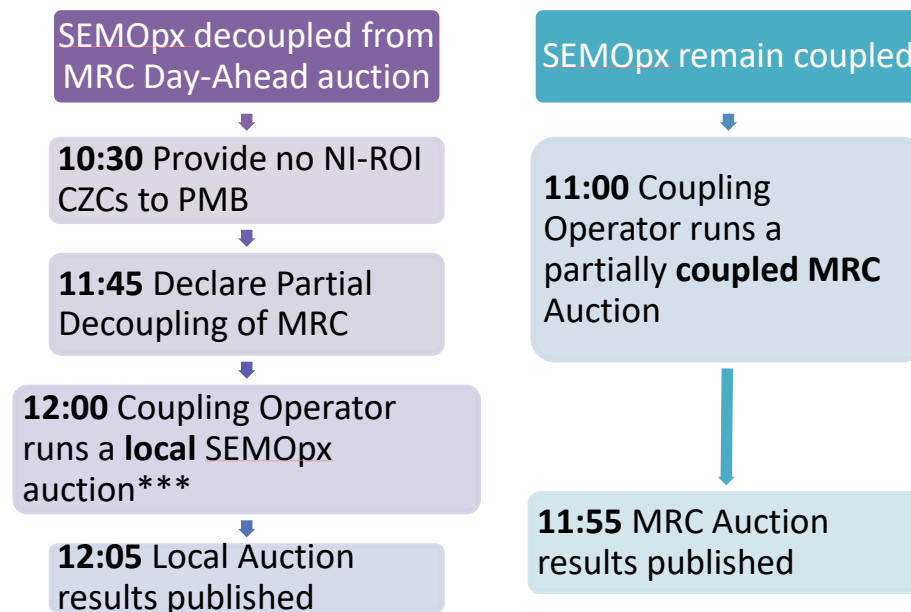 SEMOpx decoupled from
MRC Day-Ahead auction
10:30 Provide no NI-ROI
CZCs to PMB
11:45 Declare Partial
Decoupling of MRC
12:00 Coupling Operator
runs a local SEMOpx
auction***
12:05 Local Auction
results published
SEMOpx remain coupled
11:00 Coupling
Operator runs a
partially coupled MRC
Auction
11:55 MRC Auction
results published